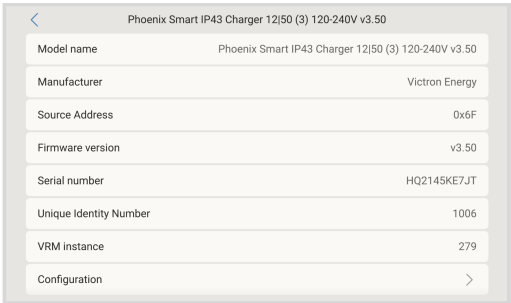 Phoenix Smart IP43 Charger 12|50 (3) 120-240V v3.50
Model name Phoenix Smart IP43 Charger 12|50 (3) 120-240V v3.50
Manufacturer Victron Energy
Source Address 0x6F
Firmware version v3.50
Serial number HQ2145KE7JT
Unique Identity Number 1006
VRM instance 279
Configuration